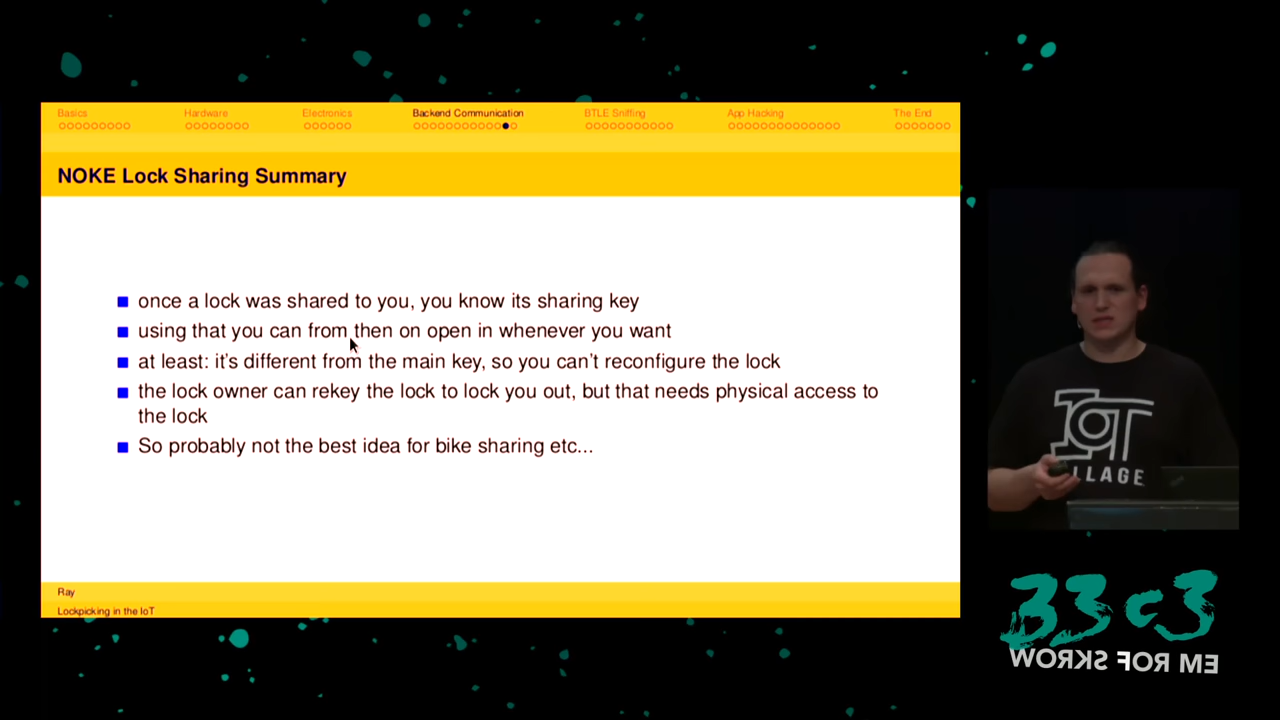 Basics Hardware Electronics Backend Communication BTLE Sniffing App Hacking The End
NOKE Lock Sharing Summary
once a lock was shared to you, you know its sharing key
using that you can from then on open in whenever you want
at least: it's different from the main key, so you can't reconfigure the lock
the lock owner can rekey the lock to lock you out, but that needs physical access to
the lock
So probably not the best idea for bike sharing etc...
Ray
Lockpicking in the IoT
IOT
LLAGE
33c3
WORKS FOR ME